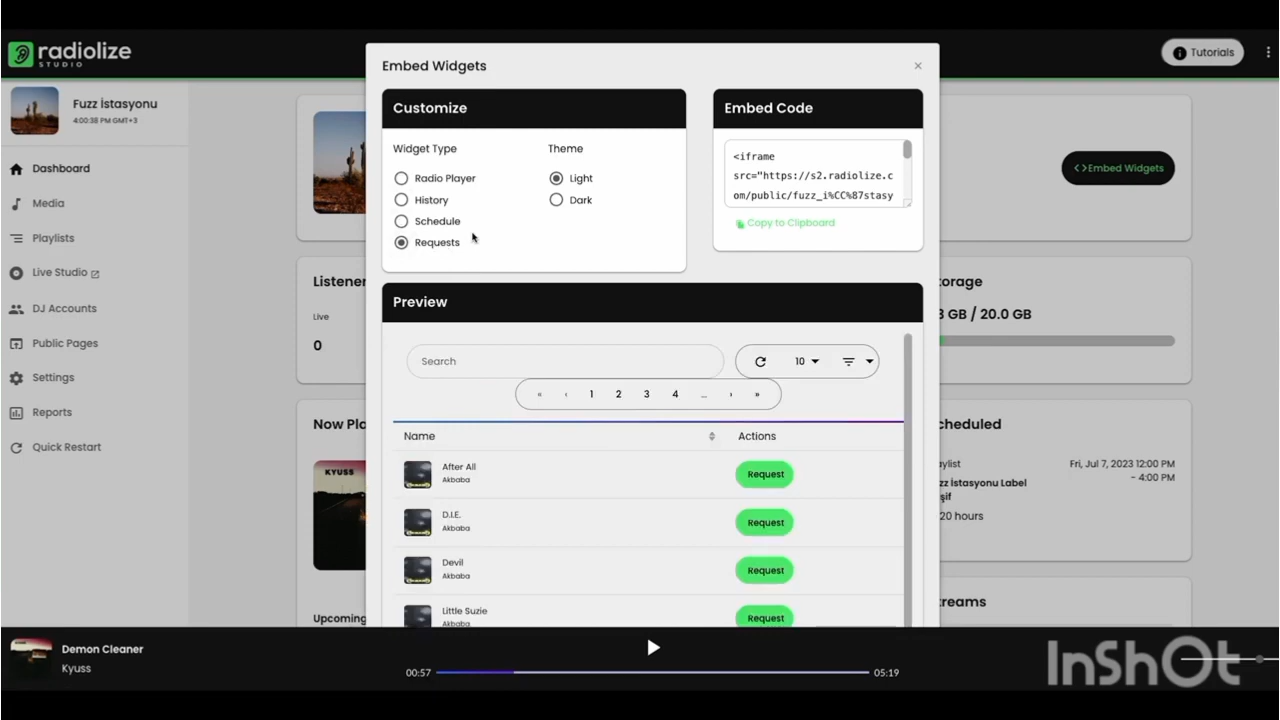 radiolize
STUDIO
Tutorials
Fuzz İstasyonu
4:00:38 PM GMT+3
Dashboard
Media
Playlists
Live Studio
DJ Accounts
Public Pages
Settings
Reports
Quick Restart
Embed Widgets
×
Customize
Widget Type
Theme
Radio Player
History
Schedule
Requests
Light
Dark
Embed Code
<iframe
src="https://s2.radiolize.c
om/public/fuzz_i%CC%87stasy
Copy to Clipboard
<>Embed Widgets
Preview
Search
10
« ‹ 1 2 3 4 ... › »
Name
Actions
After All
Akbaba
Request
D.I.E.
Akbaba
Request
Devil
Akbaba
Request
Little Suzie
Akbaba
Request
Listener
Live
0
Now Pla
KYUSS
Upcoming
orage
3 GB / 20.0 GB
cheduled
aylist
Fri, Jul 7, 2023 12:00 PM
- 4:00 PM
zz İstasyonu Label
şif
20 hours
treams
Demon Cleaner
Kyuss
00:57
05:19
InShOt